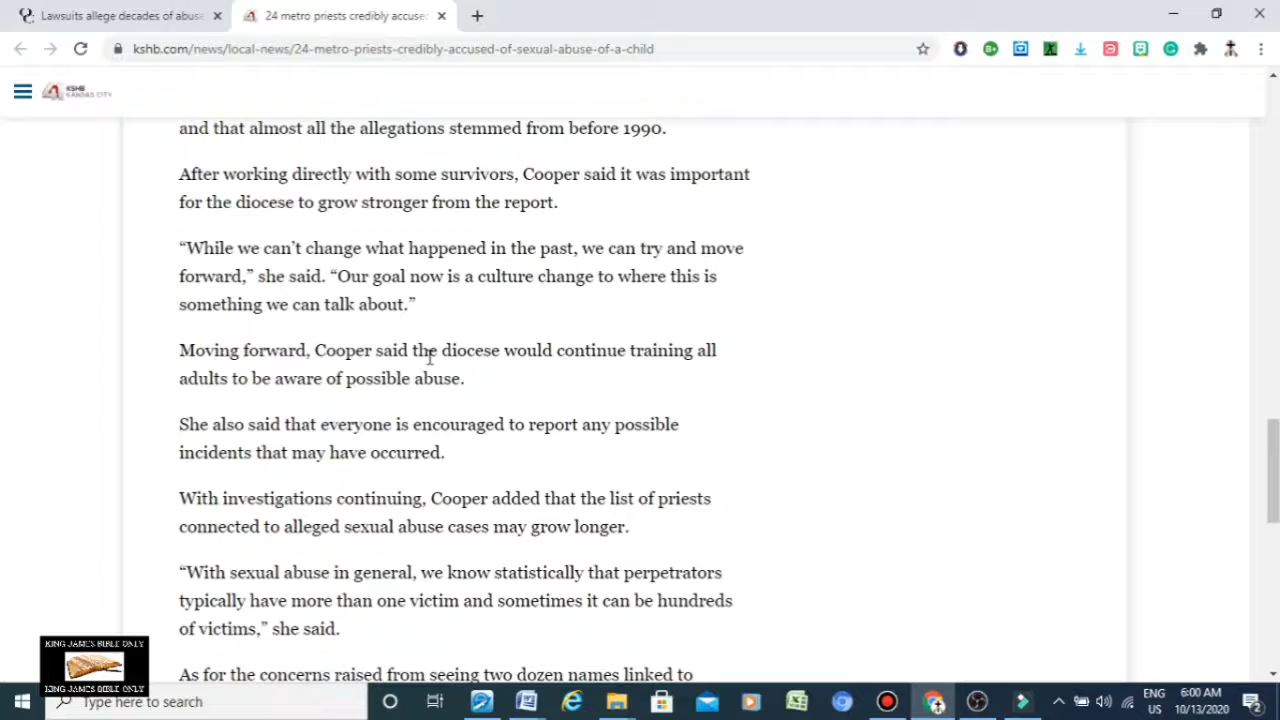 Lawsuits allege decades of abus
24 metro priests credibly accuse
kshb.com/news/local-news/24-metro-priests-credibly-accused-of-sexual-abuse-of-a-child
KSHB
KANSAS CITY
and that almost all the allegations stemmed from before 1990.
After working directly with some survivors, Cooper said it was important
for the diocese to grow stronger from the report.
“While we can’t change what happened in the past, we can try and move
forward,” she said. “Our goal now is a culture change to where this is
something we can talk about.”
Moving forward, Cooper said the diocese would continue training all
adults to be aware of possible abuse.
She also said that everyone is encouraged to report any possible
incidents that may have occurred.
With investigations continuing, Cooper added that the list of priests
connected to alleged sexual abuse cases may grow longer.
“With sexual abuse in general, we know statistically that perpetrators
typically have more than one victim and sometimes it can be hundreds
of victims,” she said.
As for the concerns raised from seeing two dozen names linked to
KING JAMES BIBLE ONLY
KING JAMES BIBLE ONLY
Type here to search
ENG
US
6:00 AM
10/13/2020
2